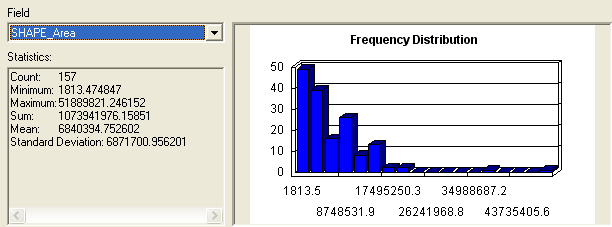 Field
SHAPE_Area
Statistics:
Count: 157
Minimum: 1813.474847
Maximum: 51889821.246152
Sum: 1073941976.15851
Mean: 6840394.752602
Standard Deviation: 6871700.956201
Frequency Distribution
50
40
30
20
10
0
1813.5 17495250.3 34988687.2
8748531.9 26241968.8 43735405.6